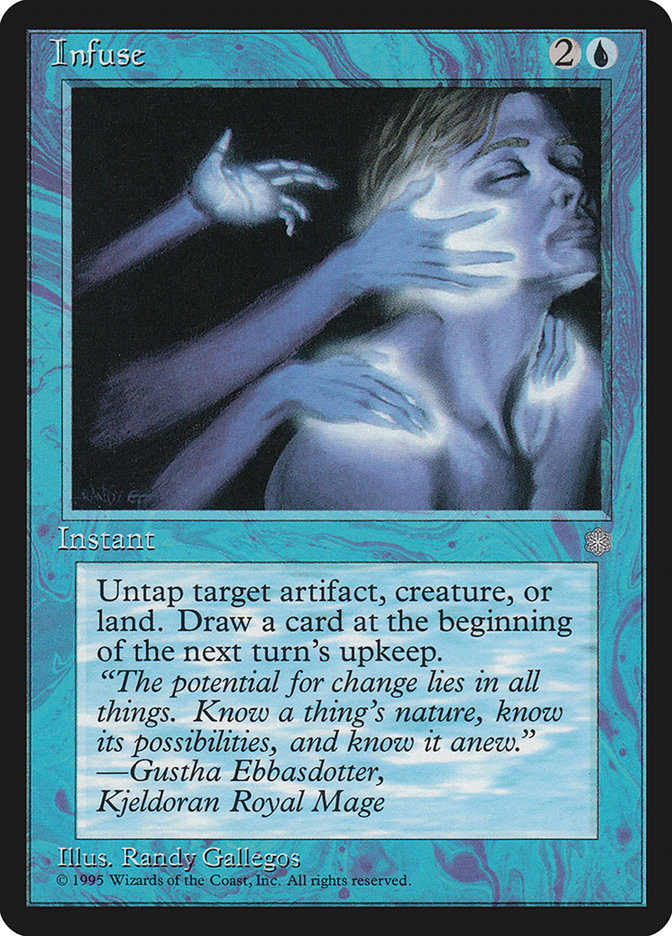 Infuse 2
Instant
Untap target artifact, creature, or
land. Draw a card at the beginning
of the next turn's upkeep.
“The potential for change lies in all
things. Know a thing's nature, know
its possibilities, and know it anew.”
—Gustha Ebbasdotter,
Kjeldoran Royal Mage
Illus. Randy Gallegos
© 1995 Wizards of the Coast, Inc. All rights reserved.